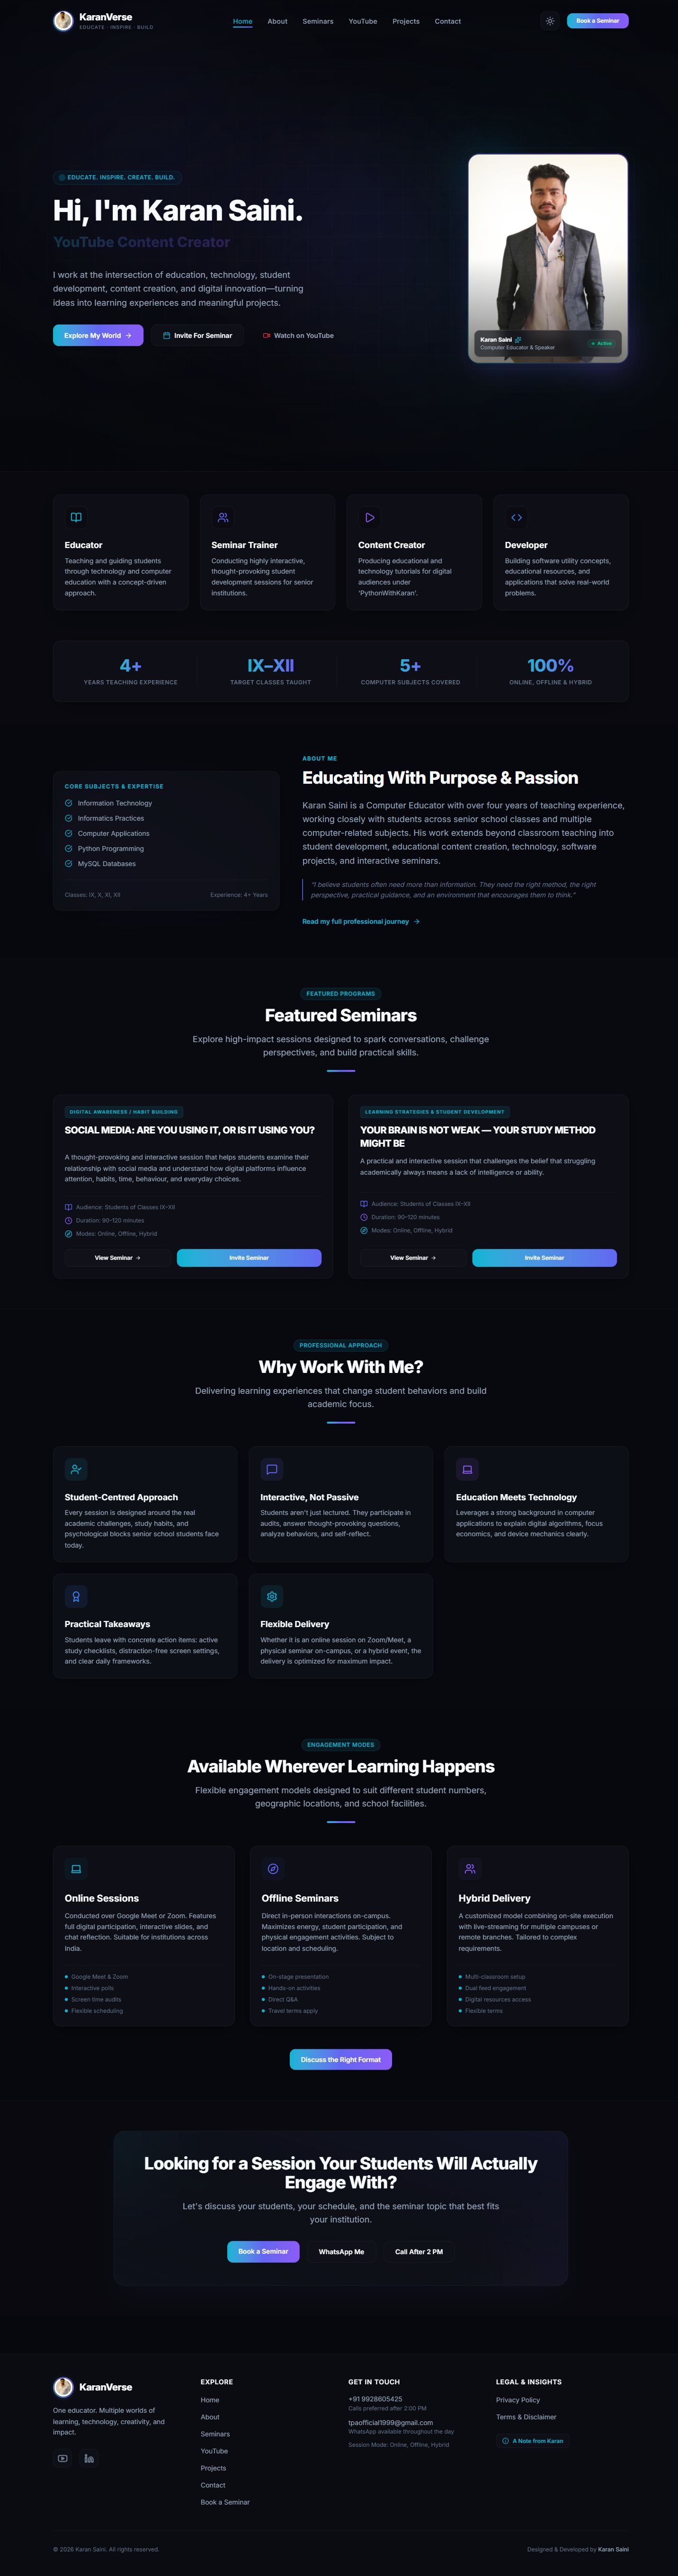 KaranVerse
EDUCATE · INSPIRE · BUILD
Home
About
Seminars
YouTube
Projects
Contact
Book a Seminar
EDUCATE. INSPIRE. CREATE. BUILD.
Hi, I'm Karan Saini.
YouTube Content Creator
I work at the intersection of education, technology, student
development, content creation, and digital innovation—turning
ideas into learning experiences and meaningful projects.
Explore My World →
Invite For Seminar
Watch on YouTube
Karan Saini
Computer Educator & Speaker
Active
Educator
Teaching and guiding students
through technology and computer
education with a concept-driven
approach.
Seminar Trainer
Conducting highly interactive,
thought-provoking student
development sessions for senior
institutions.
Content Creator
Producing educational and
technology tutorials for digital
audiences under
'PythonWithKaran'.
Developer
Building software utility concepts,
educational resources, and
applications that solve real-world
problems.
4+
YEARS TEACHING EXPERIENCE
IX–XII
TARGET CLASSES TAUGHT
5+
COMPUTER SUBJECTS COVERED
100%
ONLINE, OFFLINE & HYBRID
CORE SUBJECTS & EXPERTISE
Information Technology
Informatics Practices
Computer Applications
Python Programming
MySQL Databases
Classes: IX, X, XI, XII
Experience: 4+ Years
ABOUT ME
Educating With Purpose & Passion
Karan Saini is a Computer Educator with over four years of teaching experience,
working closely with students across senior school classes and multiple
computer-related subjects. His work extends beyond classroom teaching into
student development, educational content creation, technology, software
projects, and interactive seminars.
"I believe students often need more than information. They need the right method, the right
perspective, practical guidance, and an environment that encourages them to think."
Read my full professional journey →
FEATURED PROGRAMS
Featured Seminars
Explore high-impact sessions designed to spark conversations, challenge
perspectives, and build practical skills.
DIGITAL AWARENESS / HABIT BUILDING
SOCIAL MEDIA: ARE YOU USING IT, OR IS IT USING YOU?
A thought-provoking and interactive session that helps students examine their
relationship with social media and understand how digital platforms influence
attention, habits, time, behaviour, and everyday choices.
Audience: Students of Classes IX–XII
Duration: 90–120 minutes
Modes: Online, Offline, Hybrid
View Seminar →
Invite Seminar
LEARNING STRATEGIES & STUDENT DEVELOPMENT
YOUR BRAIN IS NOT WEAK — YOUR STUDY METHOD
MIGHT BE
A practical and interactive session that challenges the belief that struggling
academically always means a lack of intelligence or ability.
Audience: Students of Classes IX–XII
Duration: 90–120 minutes
Modes: Online, Offline, Hybrid
View Seminar →
Invite Seminar
PROFESSIONAL APPROACH
Why Work With Me?
Delivering learning experiences that change student behaviors and build
academic focus.
Student-Centred Approach
Every session is designed around the real
academic challenges, study habits, and
psychological blocks senior school students face
today.
Interactive, Not Passive
Students aren't just lectured. They participate in
audits, answer thought-provoking questions,
analyze behaviors, and self-reflect.
Education Meets Technology
Leverages a strong background in computer
applications to explain digital algorithms, focus
economics, and device mechanics clearly.
Practical Takeaways
Students leave with concrete action items: active
study checklists, distraction-free screen settings,
and clear daily frameworks.
Flexible Delivery
Whether it is an online session on Zoom/Meet, a
physical seminar on-campus, or a hybrid event, the
delivery is optimized for maximum impact.
ENGAGEMENT MODES
Available Wherever Learning Happens
Flexible engagement models designed to suit different student numbers,
geographic locations, and school facilities.
Online Sessions
Conducted over Google Meet or Zoom. Features
full digital participation, interactive slides, and
chat reflection. Suitable for institutions across
India.
Google Meet & Zoom
Interactive polls
Screen time audits
Flexible scheduling
Offline Seminars
Direct in-person interactions on-campus.
Maximizes energy, student participation, and
physical engagement activities. Subject to
location and scheduling.
On-stage presentation
Hands-on activities
Direct Q&A
Travel terms apply
Hybrid Delivery
A customized model combining on-site execution
with live-streaming for multiple campuses or
remote branches. Tailored to complex
requirements.
Multi-classroom setup
Dual feed engagement
Digital resources access
Flexible terms
Discuss the Right Format
Looking for a Session Your Students Will Actually
Engage With?
Let's discuss your students, your schedule, and the seminar topic that best fits
your institution.
Book a Seminar
WhatsApp Me
Call After 2 PM
KaranVerse
One educator. Multiple worlds of
learning, technology, creativity, and
impact.
EXPLORE
Home
About
Seminars
YouTube
Projects
Contact
Book a Seminar
GET IN TOUCH
+91 9928605425
Calls preferred after 2:00 PM
tpaofficial1999@gmail.com
WhatsApp available throughout the day
Session Mode: Online, Offline, Hybrid
LEGAL & INSIGHTS
Privacy Policy
Terms & Disclaimer
A Note from Karan
© 2026 Karan Saini. All rights reserved.
Designed & Developed by Karan Saini